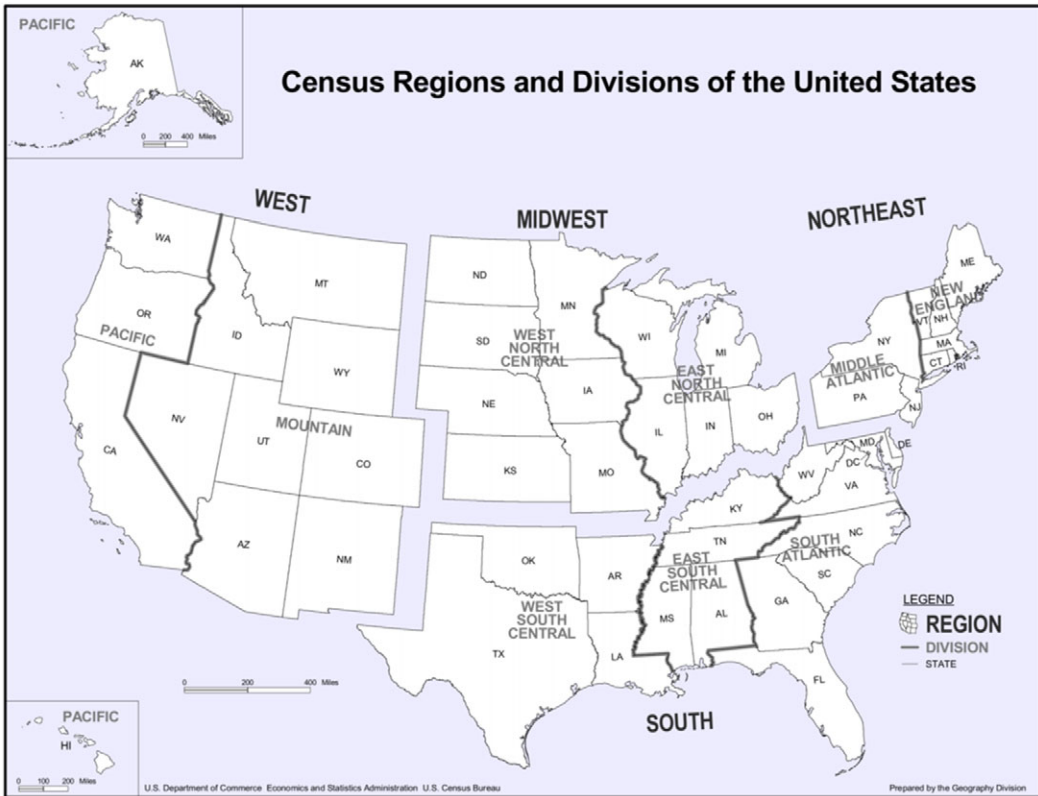 PACIFIC
AK
0 200 400 Miles
Census Regions and Divisions of the United States
WEST
MIDWEST
NORTHEAST
WA
MT
OR
PACIFIC
ID
WY
NV
MOUNTAIN
UT
CO
CA
AZ
NM
ND
MN
SD
WEST
NORTH
CENTRAL
IA
NE
KS
MO
WI
MI
EAST
NORTH
CENTRAL
IL
IN
OH
ME
NEW
ENGLAND
VT
NH
NY
MA
CT
RI
MIDDLE
ATLANTIC
PA
NJ
OK
AR
WEST
SOUTH
CENTRAL
TX
LA
KY
TN
EAST
SOUTH
CENTRAL
MS
AL
MD
DE
WV
DC
VA
NC
SOUTH
ATLANTIC
SC
GA
FL
SOUTH
LEGEND
REGION
DIVISION
STATE
0 200 400 Miles
PACIFIC
HI
0 100 200 Miles
U.S. Department of Commerce Economics and Statistics Administration U.S. Census Bureau
Prepared by the Geography Division